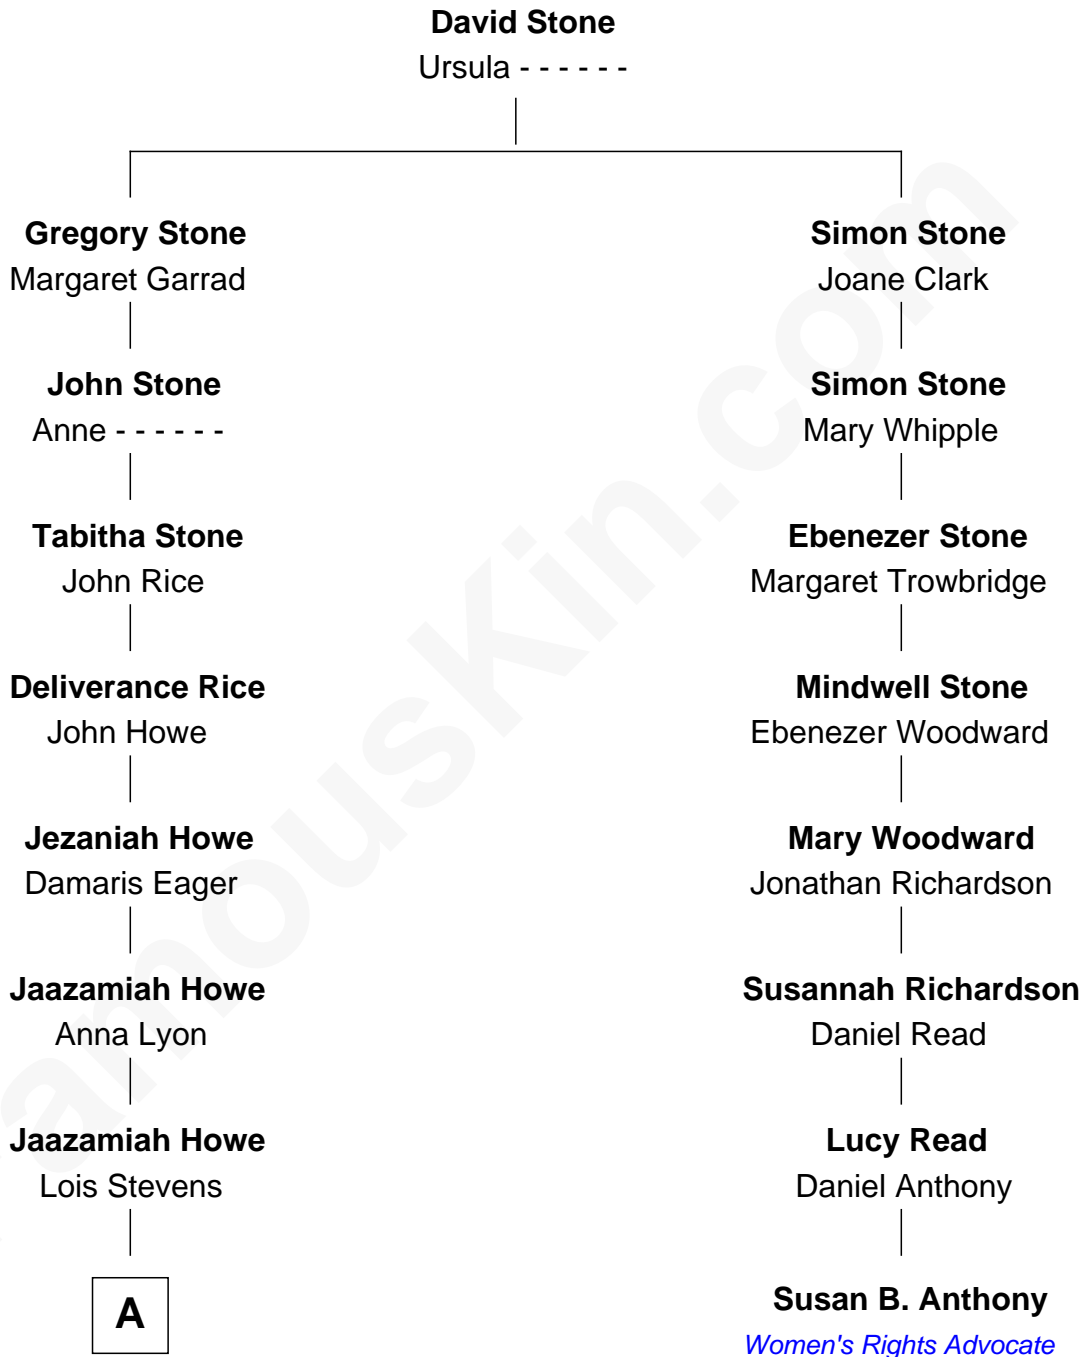 David Stone
Ursula - - - - - -
Gregory Stone
Margaret Garrad
Simon Stone
Joane Clark
John Stone
Anne - - - - - -
Simon Stone
Mary Whipple
Tabitha Stone
John Rice
Ebenezer Stone
Margaret Trowbridge
Deliverance Rice
John Howe
Mindwell Stone
Ebenezer Woodward
Jezaniah Howe
Damaris Eager
Mary Woodward
Jonathan Richardson
Jaazamiah Howe
Anna Lyon
Susannah Richardson
Daniel Read
Jaazamiah Howe
Lois Stevens
Lucy Read
Daniel Anthony
A
Susan B. Anthony
Women's Rights Advocate
amouskin.com